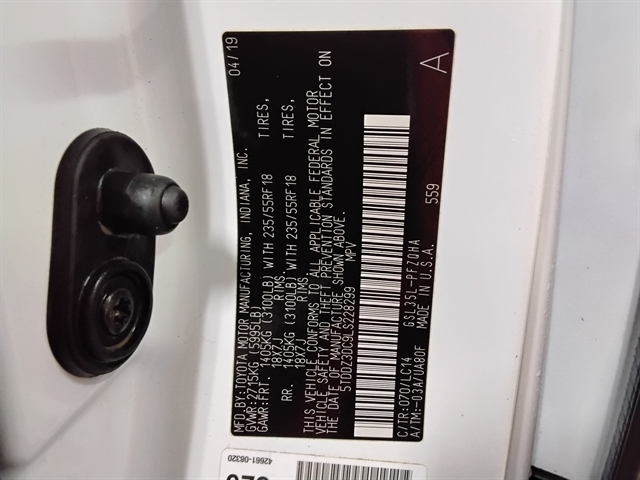 MFD.BY:TOYOTA MOTOR MANUFACTURING, INDIANA, INC. 04/19
GVWR:2715KG (5995LB)
GAWR:FRT. 1405KG (3100LB) WITH 235/55RF18 TIRES,
18X7J RIMS,
RR. 1405KG (3100LB) WITH 235/55RF18 TIRES,
18X7J RIMS.
THIS VEHICLE CONFORMS TO ALL APPLICABLE FEDERAL MOTOR
VEHICLE SAFETY, AND THEFT PREVENTION STANDARDS IN EFFECT ON
THE DATE OF MANUFACTURE SHOWN ABOVE.
5TDDZ3DC9LS228299 MPV
C/TR:070/LC14 GSL35L-PFZQHA
A/TM:-03A/UA80F MADE IN U.S.A. 559 A
42661-08320